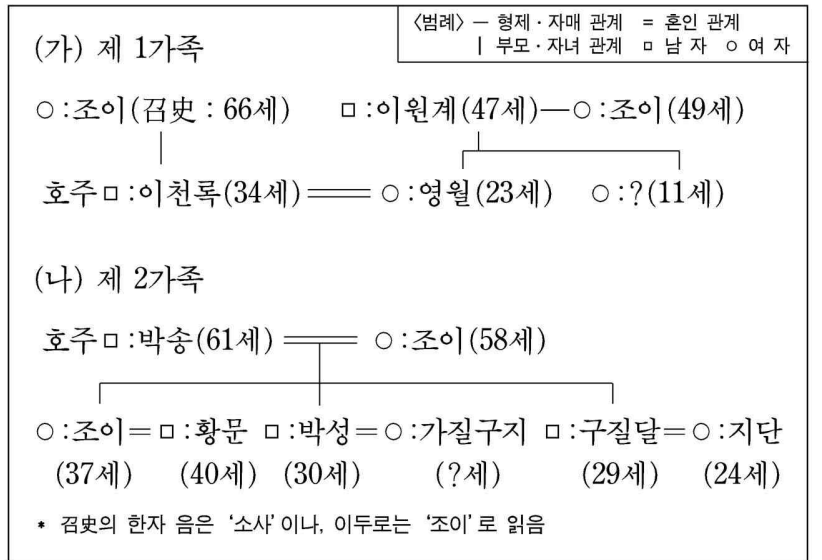 〈범례〉 ― 형제 · 자매 관계 = 혼인 관계
| 부모 · 자녀 관계 □ 남 자 ○ 여 자
(가) 제 1가족
○ : 조이(召史 : 66세) □ : 이원계(47세)―○ : 조이(49세)
호주 □ : 이천록(34세)═○ : 영월(23세) ○ : ?(11세)
(나) 제 2가족
호주 □ : 박송(61세)═○ : 조이(58세)
○ : 조이=□ : 황문 □ : 박성=○ : 가질구지 □ : 구질달=○ : 지단
(37세) (40세) (30세) (?세) (29세) (24세)
* 召史의 한자 음은 ‘소사’이나, 이두로는 ‘조이’로 읽음